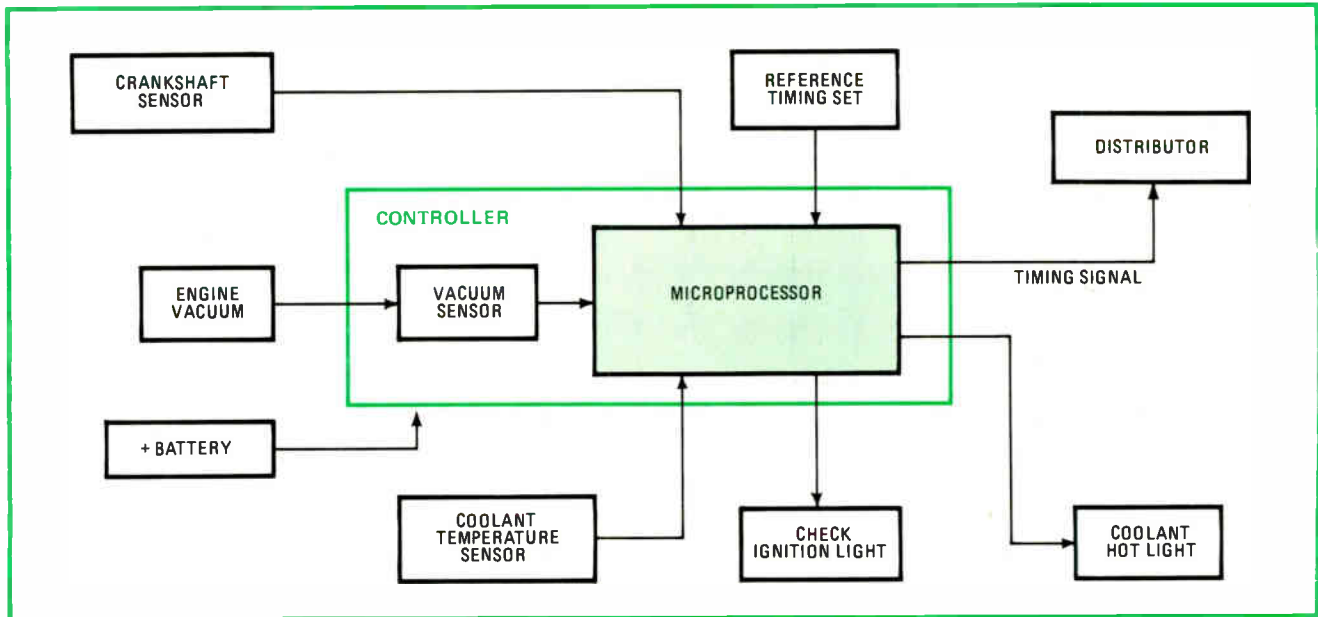 CRANKSHAFT
SENSOR
REFERENCE
TIMING SET
DISTRIBUTOR
CONTROLLER
TIMING SIGNAL
ENGINE
VACUUM
VACUUM
SENSOR
MICROPROCESSOR
+ BATTERY
COOLANT
TEMPERATURE
SENSOR
CHECK
IGNITION LIGHT
COOLANT
HOT LIGHT